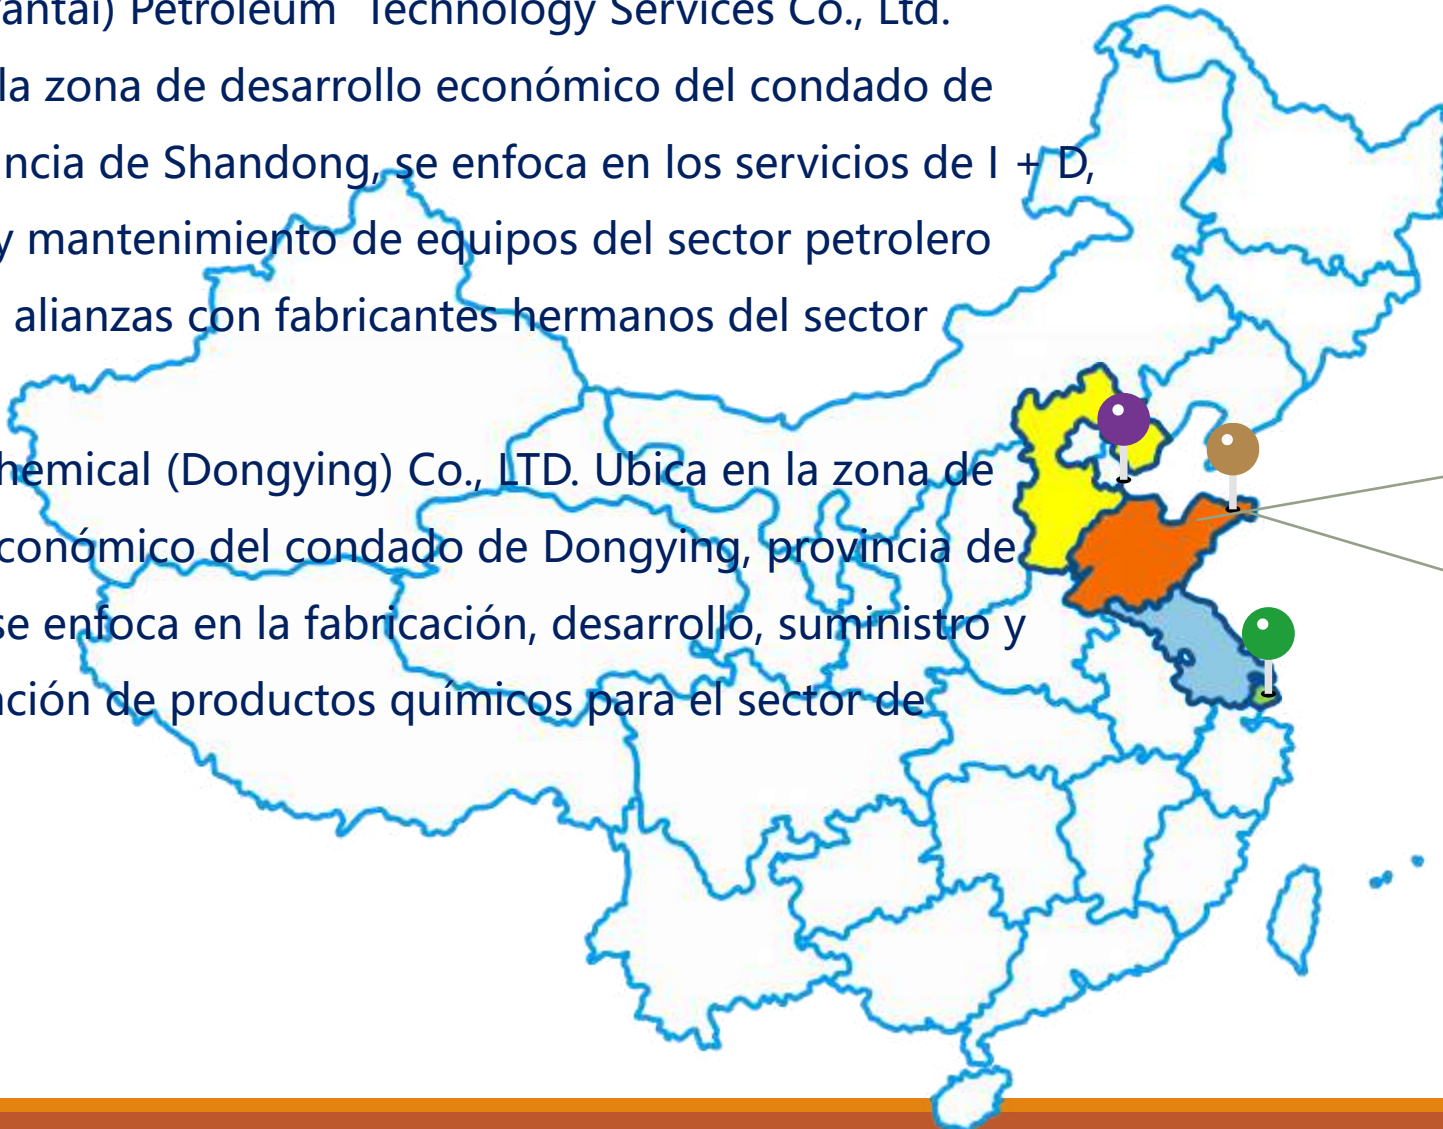 antai) Petroleum Technology Services Co., Ltd.
la zona de desarrollo económico del condado de
ncia de Shandong, se enfoca en los servicios de I + D,
y mantenimiento de equipos del sector petrolero
alianzas con fabricantes hermanos del sector
hemical (Dongying) Co., LTD. Ubica en la zona de
conómico del condado de Dongying, provincia de
se enfoca en la fabricación, desarrollo, suministro y
ación de productos químicos para el sector de